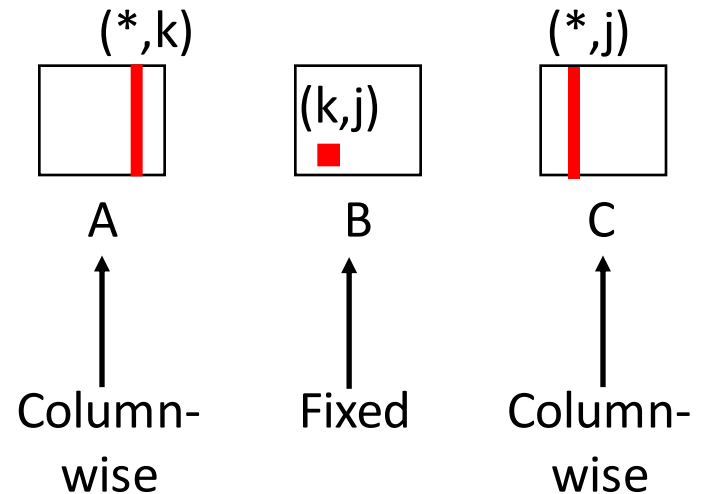 (*,k)
(*,j)
(k,j)
A
B
C
Column-
wise
Fixed
Column-
wise